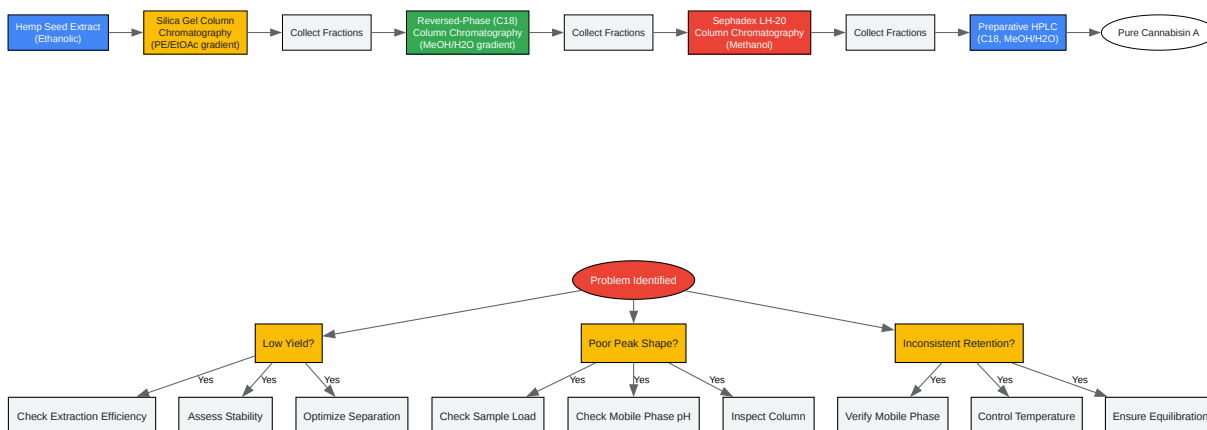 Hemp Seed Extract
(Ethanolic)
Silica Gel Column
Chromatography
(PE/EtOAc gradient)
Collect Fractions
Reversed-Phase (C18)
Column Chromatography
(MeOH/H2O gradient)
Collect Fractions
Sephadex LH-20
Column Chromatography
(Methanol)
Collect Fractions
Preparative HPLC
(C18, MeOH/H2O)
Pure Cannabisin A
Problem Identified
Low Yield?
Poor Peak Shape?
Inconsistent Retention?
Yes
Yes
Yes
Yes
Yes
Yes
Yes
Yes
Yes
Check Extraction Efficiency
Assess Stability
Optimize Separation
Check Sample Load
Check Mobile Phase pH
Inspect Column
Verify Mobile Phase
Control Temperature
Ensure Equilibration